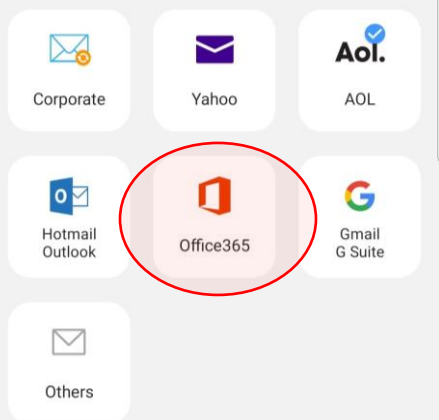 Aol.
Corporate
Yahoo
AOL
O
Hotmail
Outlook
Office365
G
Gmail
G Suite
Others